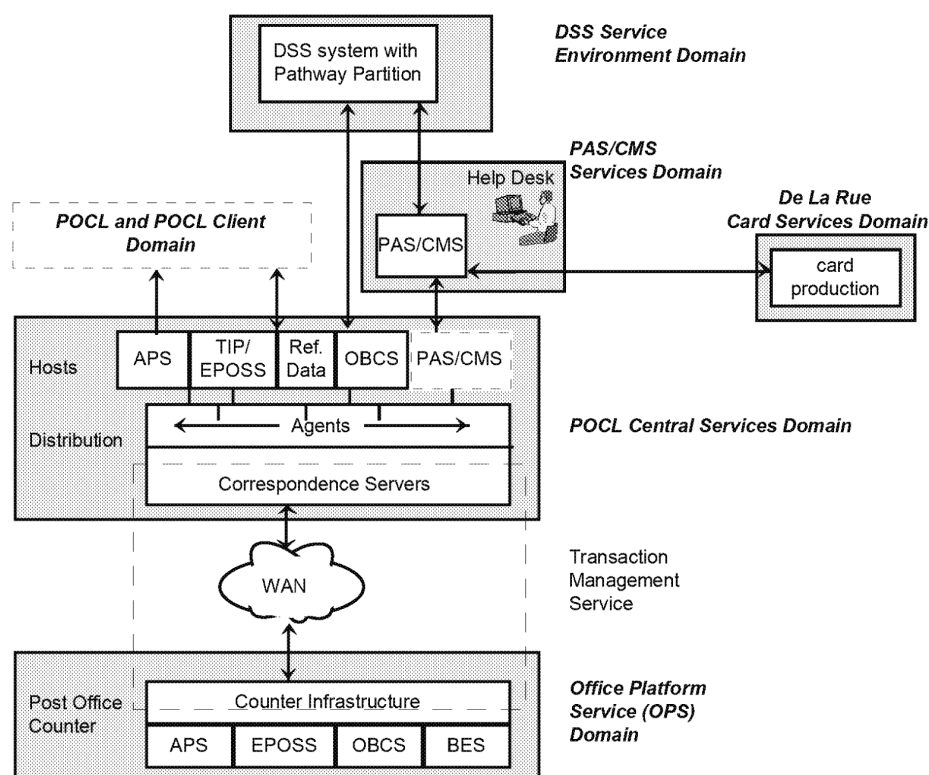 DSS system with
Pathway Partition
DSS Service
Environment Domain
PAS/CMS
Services Domain
Help Desk
PAS/CMS
De La Rue
Card Services Domain
card
production
POCL and POCL Client
Domain
Hosts
APS
TIP/
EPOSS
Ref.
Data
OBCS
PAS/CMS
Distribution
Agents
POCL Central Services Domain
Correspondence Servers
WAN
Transaction
Management
Service
Post Office
Counter
Counter Infrastructure
APS
EPOSS
OBCS
BES
Office Platform
Service (OPS)
Domain